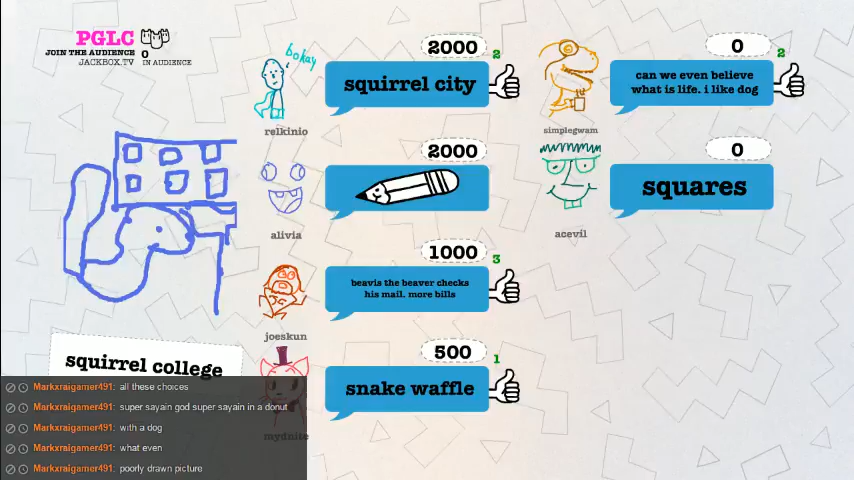 PGLC
JOIN THE AUDIENCE
JACKBOX.TV
0
IN AUDIENCE
bokay
relkinio
2000
2
squirrel city
alivia
2000
joeskun
1000
3
beavis the beaver checks
his mail. more bills
mydnite
500
1
snake waffle
simplegwam
0
2
can we even believe
what is life. i like dog
acevil
0
squares
squirrel college
Markxraigamer491: all these choices
Markxraigamer491: super sayain god super sayain in a donut
Markxraigamer491: with a dog
Markxraigamer491: what even
Markxraigamer491: poorly drawn picture